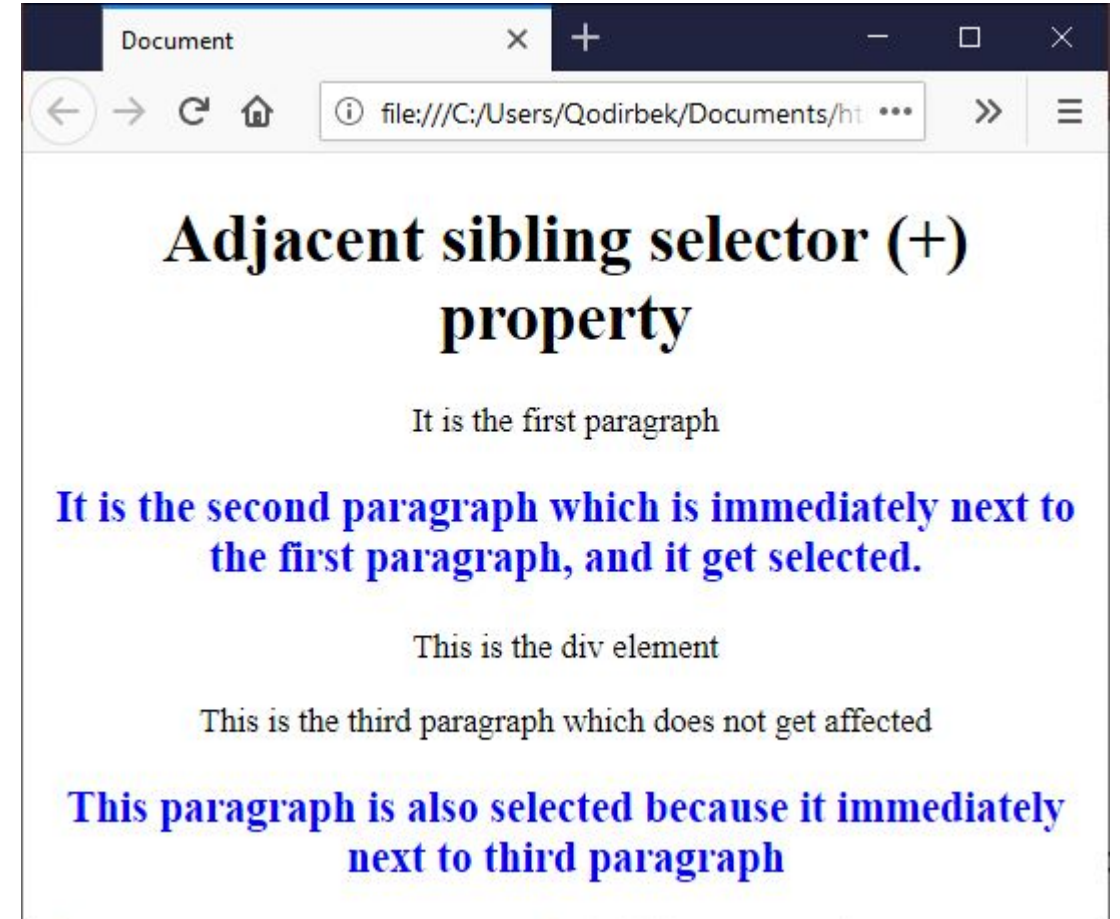 Document
file:///C:/Users/Qodirbek/Documents/ht
Adjacent sibling selector (+)
property
It is the first paragraph
It is the second paragraph which is immediately next to
the first paragraph, and it get selected.
This is the div element
This is the third paragraph which does not get affected
This paragraph is also selected because it immediately
next to third paragraph